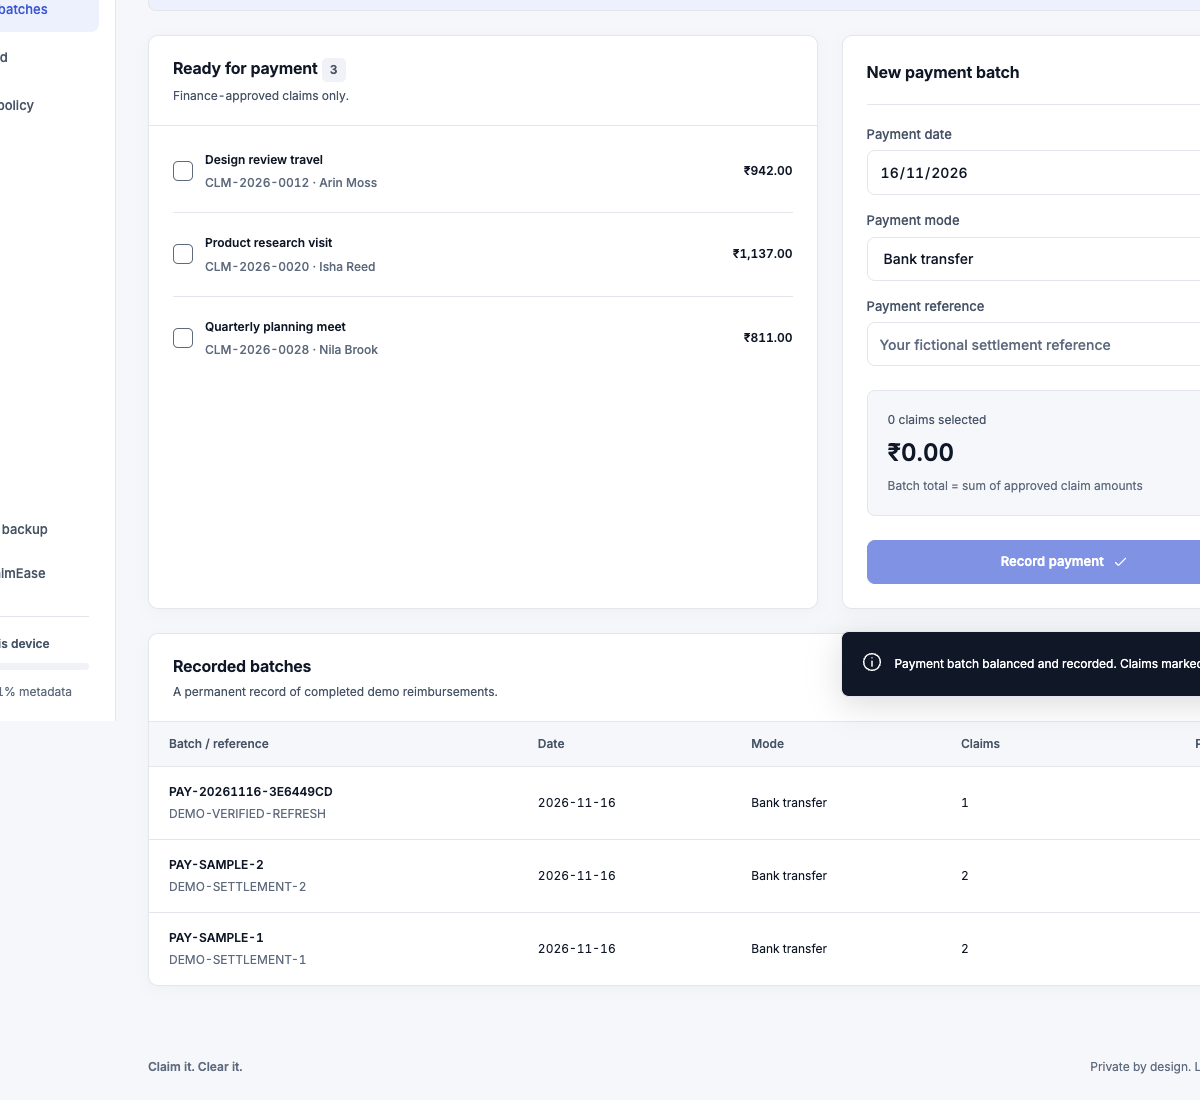 batches
d
policy
backup
imEase
is device
1% metadata
Ready for payment 3
Finance-approved claims only.
Design review travel
CLM-2026-0012 · Arin Moss
₹942.00
Product research visit
CLM-2026-0020 · Isha Reed
₹1,137.00
Quarterly planning meet
CLM-2026-0028 · Nila Brook
₹811.00
New payment batch
Payment date
16/11/2026
Payment mode
Bank transfer
Payment reference
Your fictional settlement reference
0 claims selected
₹0.00
Batch total = sum of approved claim amounts
Record payment
Payment batch balanced and recorded. Claims marked
Recorded batches
A permanent record of completed demo reimbursements.
Batch / reference Date Mode Claims
PAY-20261116-3E6449CD
DEMO-VERIFIED-REFRESH
2026-11-16 Bank transfer 1
PAY-SAMPLE-2
DEMO-SETTLEMENT-2
2026-11-16 Bank transfer 2
PAY-SAMPLE-1
DEMO-SETTLEMENT-1
2026-11-16 Bank transfer 2
Claim it. Clear it.
Private by design. L